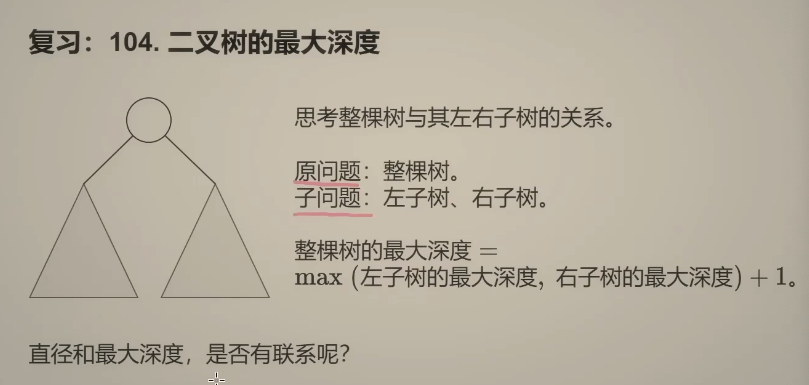 复习：104. 二叉树的最大深度
思考整棵树与其左右子树的关系。
原问题：整棵树。
子问题：左子树、右子树。
整棵树的最大深度 =
max (左子树的最大深度, 右子树的最大深度) + 1。
直径和最大深度，是否有联系呢？